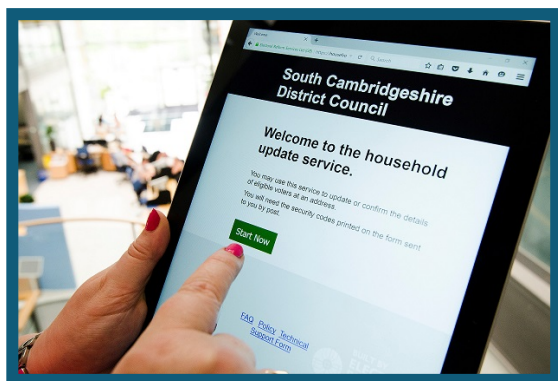 South Cambridgeshire
District Council
Welcome to the household
update service.
You may use this service to update or confirm the details
of eligible voters at an address.
You will need the security codes printed on the form sent
to you by post.
Start Now
FAQ Policy Technical
Support Form